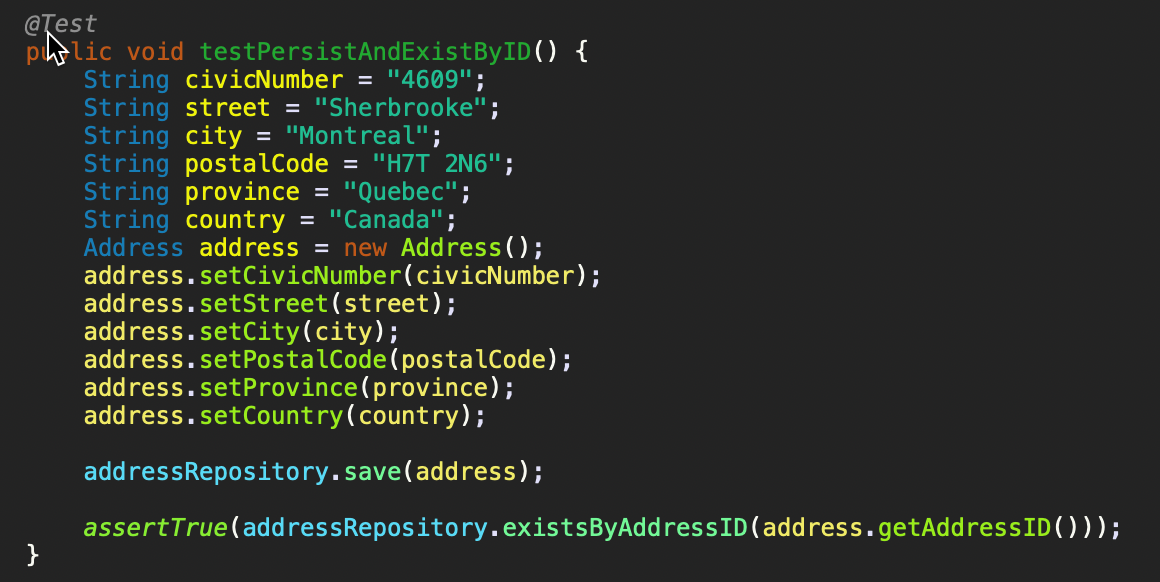 @Test
public void testPersistAndExistByID() {
    String civicNumber = "4609";
    String street = "Sherbrooke";
    String city = "Montreal";
    String postalCode = "H7T 2N6";
    String province = "Quebec";
    String country = "Canada";
    Address address = new Address();
    address.setCivicNumber(civicNumber);
    address.setStreet(street);
    address.setCity(city);
    address.setPostalCode(postalCode);
    address.setProvince(province);
    address.setCountry(country);

    addressRepository.save(address);

    assertTrue(addressRepository.existsByAddressID(address.getAddressID()));
}